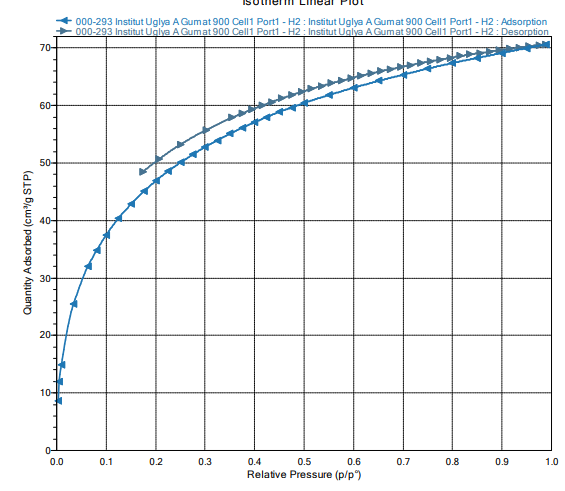 Isotherm Linear Plot
000-293 Institut Uglya A Gumat 900 Cell1 Port1 - H2 : Institut Uglya A Gumat 900 Cell1 Port1 - H2 : Adsorption
000-293 Institut Uglya A Gumat 900 Cell1 Port1 - H2 : Institut Uglya A Gumat 900 Cell1 Port1 - H2 : Desorption
70
60
50
40
30
20
10
0
Quantity Adsorbed (cm³/g STP)
0.0 0.1 0.2 0.3 0.4 0.5 0.6 0.7 0.8 0.9 1.0
Relative Pressure (p/p°)